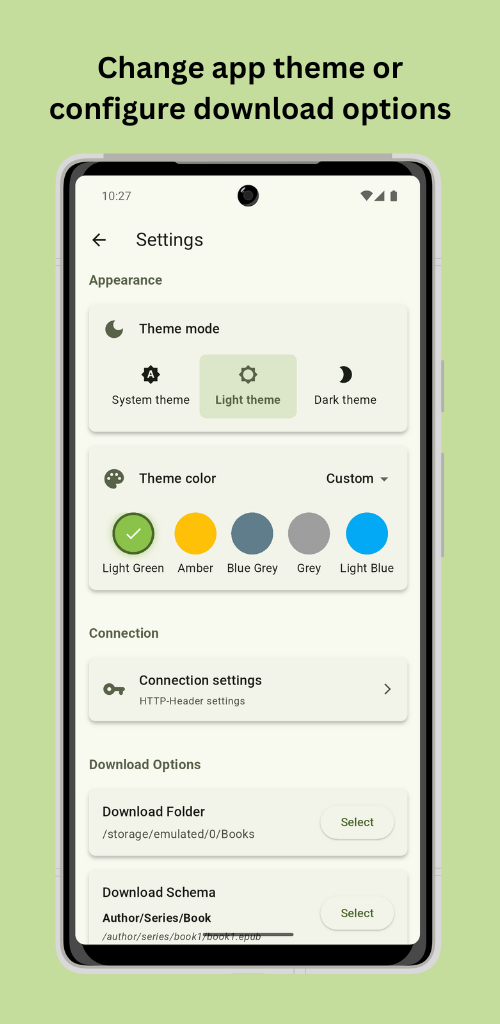 Change app theme or
configure download options
10:27
Settings
Appearance
Theme mode
A
System theme Light theme Dark theme
Theme color Custom
Light Green Amber Blue Grey Grey Light Blue
Connection
Connection settings
HTTP-Header settings
Download Options
Download Folder
/storage/emulated/0/Books
Select
Download Schema
Author/Series/Book
Select
/author/series/book1/book1.epub